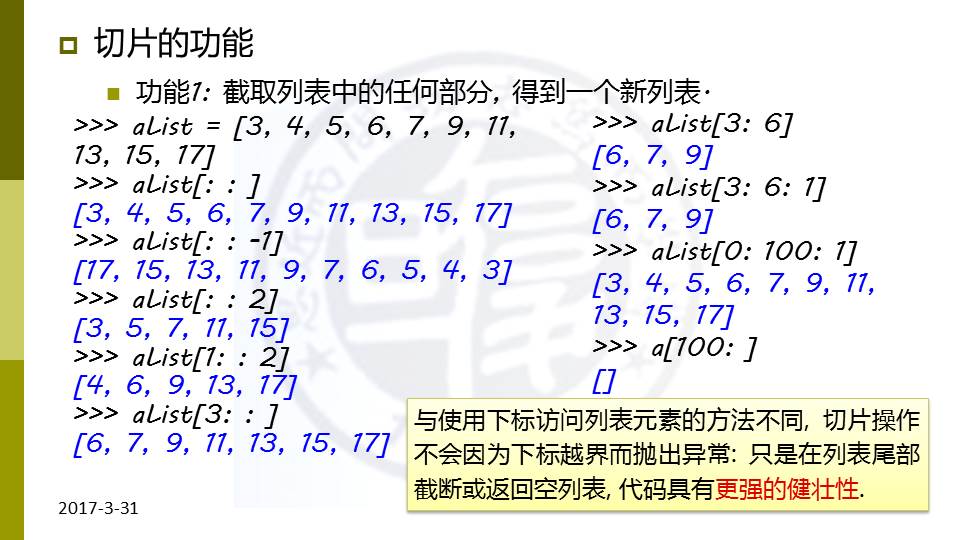 切片的功能
功能1: 截取列表中的任何部分, 得到一个新列表.
>>> aList = [3, 4, 5, 6, 7, 9, 11,
13, 15, 17]
>>> aList[: : ]
[3, 4, 5, 6, 7, 9, 11, 13, 15, 17]
>>> aList[: : -1]
[17, 15, 13, 11, 9, 7, 6, 5, 4, 3]
>>> aList[: : 2]
[3, 5, 7, 11, 15]
>>> aList[1: : 2]
[4, 6, 9, 13, 17]
>>> aList[3: : ]
[6, 7, 9, 11, 13, 15, 17]
>>> aList[3: 6]
[6, 7, 9]
>>> aList[3: 6: 1]
[6, 7, 9]
>>> aList[0: 100: 1]
[3, 4, 5, 6, 7, 9, 11,
13, 15, 17]
>>> a[100: ]
[]
与使用下标访问列表元素的方法不同, 切片操作
不会因为下标越界而抛出异常: 只是在列表尾部
截断或返回空列表, 代码具有更强的健壮性.
2017-3-31